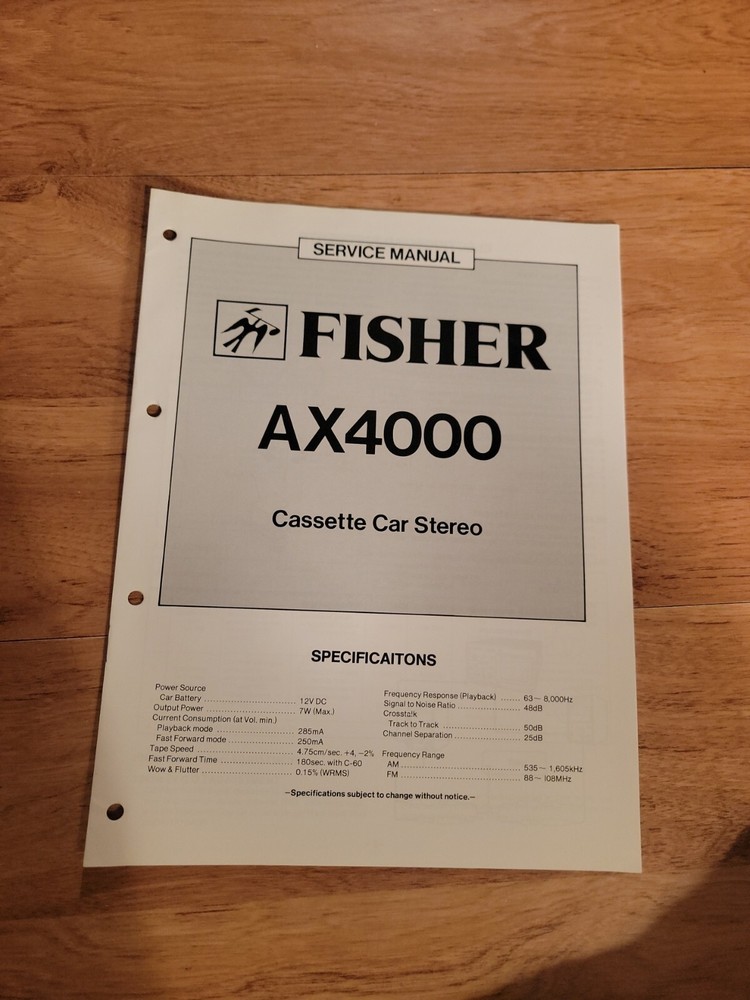 SERVICE MANUAL
FISHER
AX4000
Cassette Car Stereo
SPECIFICAITONS
Power Source
Car Battery ........................ 12V DC
Output Power ........................ 7W (Max.)
Current Consumption (at Vol. min.)
Playback mode ........................ 285mA
Fast Forward mode ........................ 250mA
Tape Speed ........................ 4.75cm/sec. +4, −2%
Fast Forward Time ........................ 180sec. with C-60
Wow & Flutter ........................ 0.15% (WRMS)
Frequency Response (Playback) ....... 63 ~ 8,000Hz
Signal to Noise Ratio ........................ 48dB
Crosstalk
Track to Track ........................ 50dB
Channel Separation ........................ 25dB
Frequency Range
AM ........................ 535 ~ 1,605kHz
FM ........................ 88 ~ 108MHz
—Specifications subject to change without notice.—